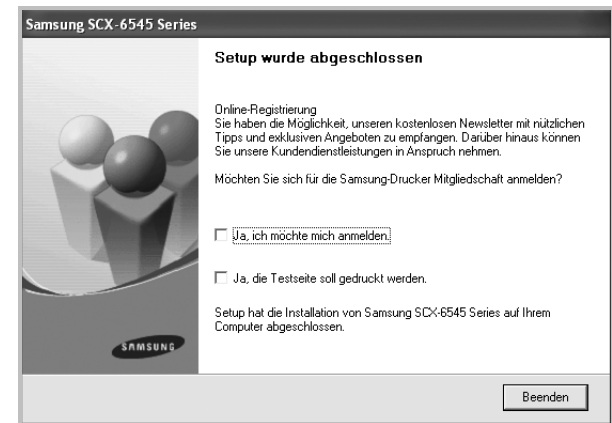 Samsung SCX-6545 Series
Setup wurde abgeschlossen
Online-Registrierung
Sie haben die Möglichkeit, unseren kostenlosen Newsletter mit nützlichen
Tipps und exklusiven Angeboten zu empfangen. Darüber hinaus können
Sie unsere Kundendienstleistungen in Anspruch nehmen.
Möchten Sie sich für die Samsung-Drucker Mitgliedschaft anmelden?
Ja, ich möchte mich anmelden.
Ja, die Testseite soll gedruckt werden.
Setup hat die Installation von Samsung SCX-6545 Series auf Ihrem
Computer abgeschlossen.
SAMSUNG
Beenden